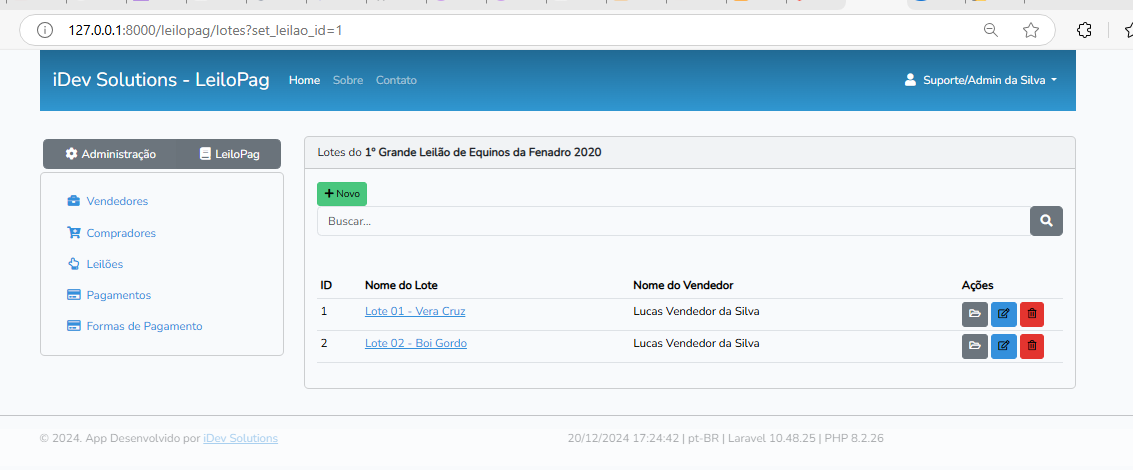 127.0.0.1:8000/leilopag/lotes?set_leilao_id=1
iDev Solutions - LeiloPag Home Sobre Contato Suporte/Admin da Silva
Administração LeiloPag
Vendedores
Compradores
Leilões
Pagamentos
Formas de Pagamento
Lotes do 1º Grande Leilão de Equinos da Fenadro 2020
Novo
Buscar...
ID Nome do Lote Nome do Vendedor Ações
1 Lote 01 - Vera Cruz Lucas Vendedor da Silva
2 Lote 02 - Boi Gordo Lucas Vendedor da Silva
© 2024. App Desenvolvido por iDev Solutions 20/12/2024 17:24:42 | pt-BR | Laravel 10.48.25 | PHP 8.2.26